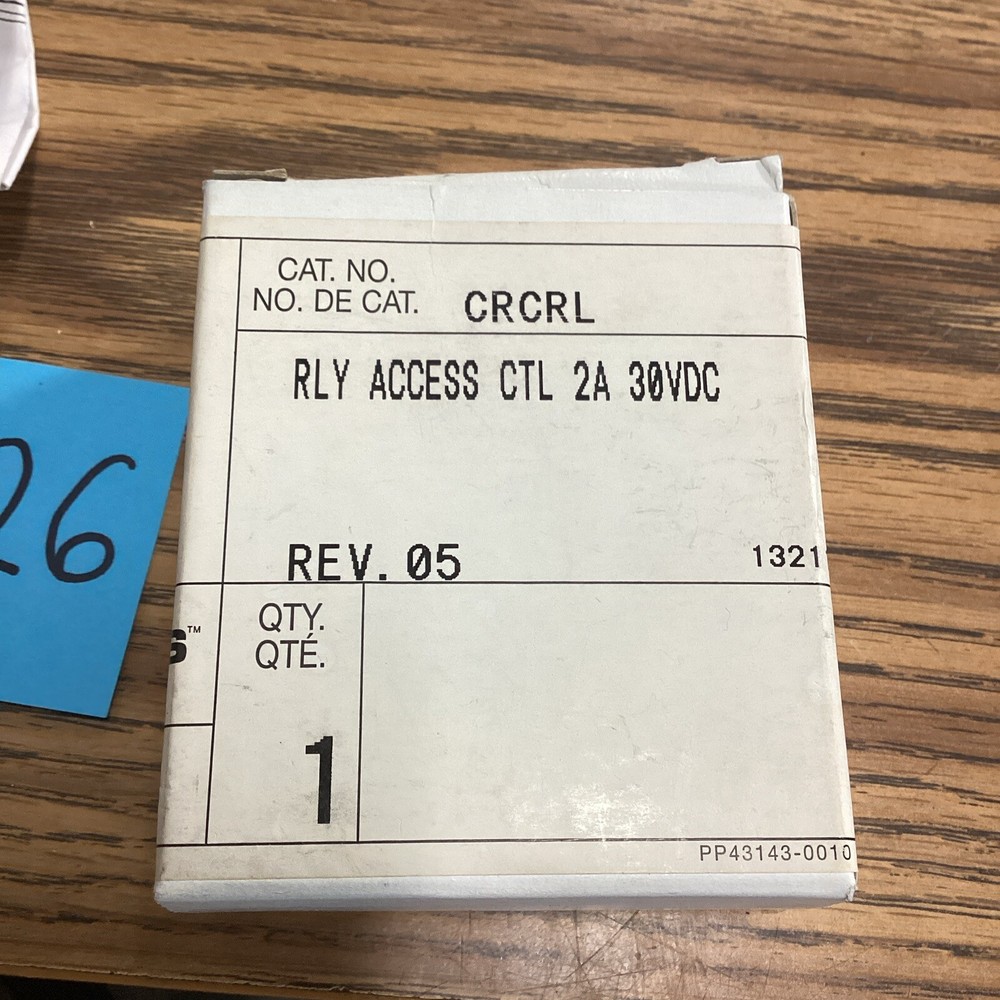 CAT. NO.
NO. DE CAT. CRCRL
RLY ACCESS CTL 2A 30VDC
REV. 05 1321
QTY.
QTÉ.
1
PP43143-0010
S™
26